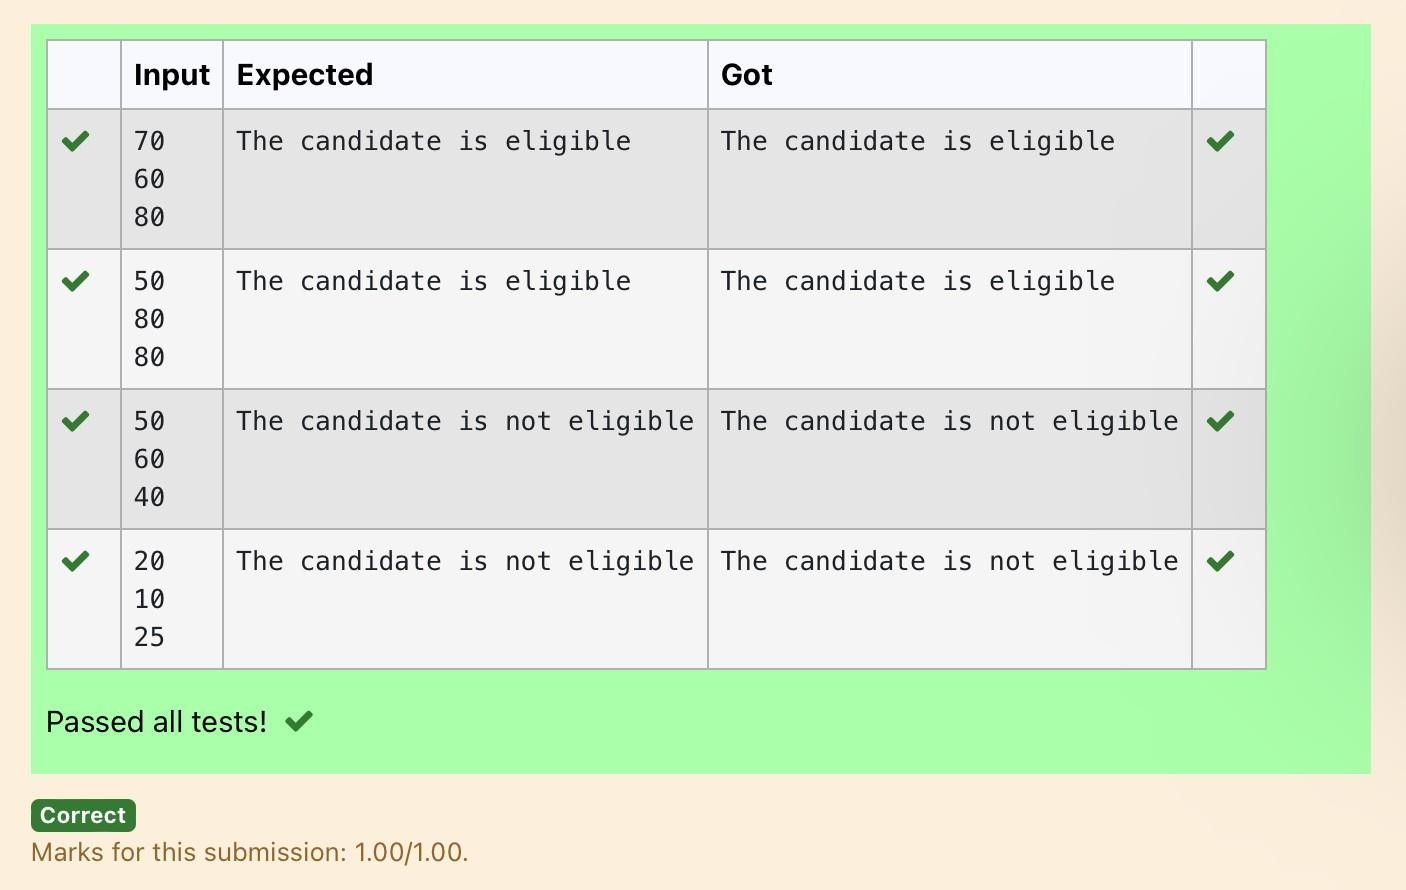 Input Expected Got
70 The candidate is eligible The candidate is eligible
60
80
50 The candidate is eligible The candidate is eligible
80
80
50 The candidate is not eligible The candidate is not eligible
60
40
20 The candidate is not eligible The candidate is not eligible
10
25
Passed all tests!
Correct
Marks for this submission: 1.00/1.00.